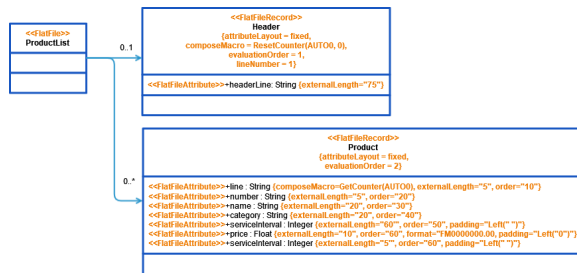 <<FlatFile>>
ProductList
0..1
<<FlatFileRecord>>
Header
{attributeLayout = fixed,
composeMacro = ResetCounter(AUTO0, 0),
evaluationOrder = 1,
lineNumber = 1}
<<FlatFileAttribute>>+headerLine: String {externalLength="75"}
0..*
<<FlatFileRecord>>
Product
{attributeLayout = fixed,
evaluationOrder = 2}
<<FlatFileAttribute>>+line : String {composeMacro=GetCounter(AUTO0), externalLength="5", order="10"}
<<FlatFileAttribute>>+number : String {externalLength="5", order="20"}
<<FlatFileAttribute>>+name : String {externalLength="20", order="30"}
<<FlatFileAttribute>>+category : String {externalLength="20", order="40"}
<<FlatFileAttribute>>+serviceInterval : Integer {externalLength="60"", order="50", padding="Left(" ")"}
<<FlatFileAttribute>>+price : Float {externalLength="10", order="60", format="FM0000000.00, padding="Left("0")"}
<<FlatFileAttribute>>+serviceInterval : Integer {externalLength="5"", order="60", padding="Left(" ")"}